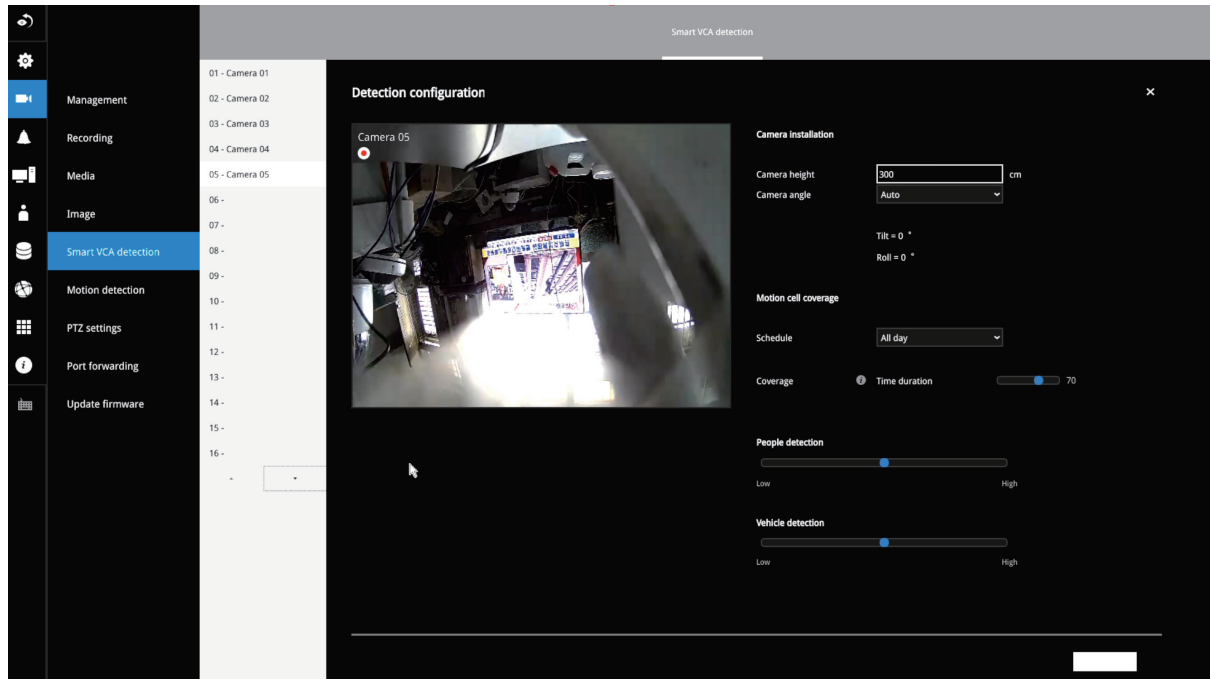 Smart VCA detection
Management
Recording
Media
Image
Smart VCA detection
Motion detection
PTZ settings
Port forwarding
Update firmware
01 - Camera 01
02 - Camera 02
03 - Camera 03
04 - Camera 04
05 - Camera 05
06 -
07 -
08 -
09 -
10 -
11 -
12 -
13 -
14 -
15 -
16 -
Detection configuration
Camera 05
Camera installation
Camera height 300 cm
Camera angle Auto
Tilt = 0 °
Roll = 0 °
Motion cell coverage
Schedule All day
Coverage i Time duration 70
People detection
Low High
Vehicle detection
Low High